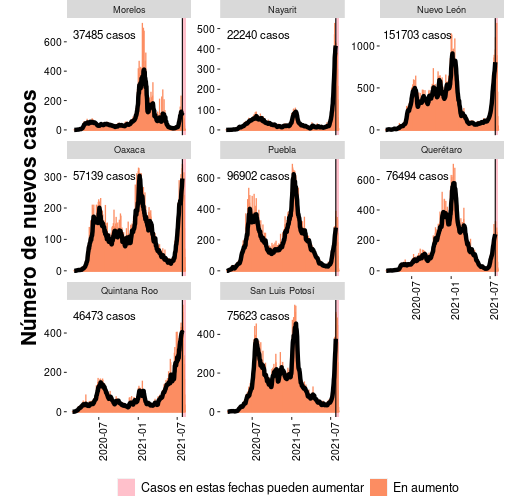 Número de nuevos casos
Morelos
Nayarit
Nuevo León
37485 casos
22240 casos
151703 casos
600
400
200
0
500
400
300
200
100
0
1000
500
0
Oaxaca
Puebla
Querétaro
57139 casos
96902 casos
76494 casos
300
200
100
0
600
400
200
0
600
400
200
0
2020-07
2021-01
2021-07
Quintana Roo
San Luis Potosí
46473 casos
75623 casos
400
200
0
400
200
0
2020-07
2021-01
2021-07
2020-07
2021-01
2021-07
Casos en estas fechas pueden aumentar
En aumento